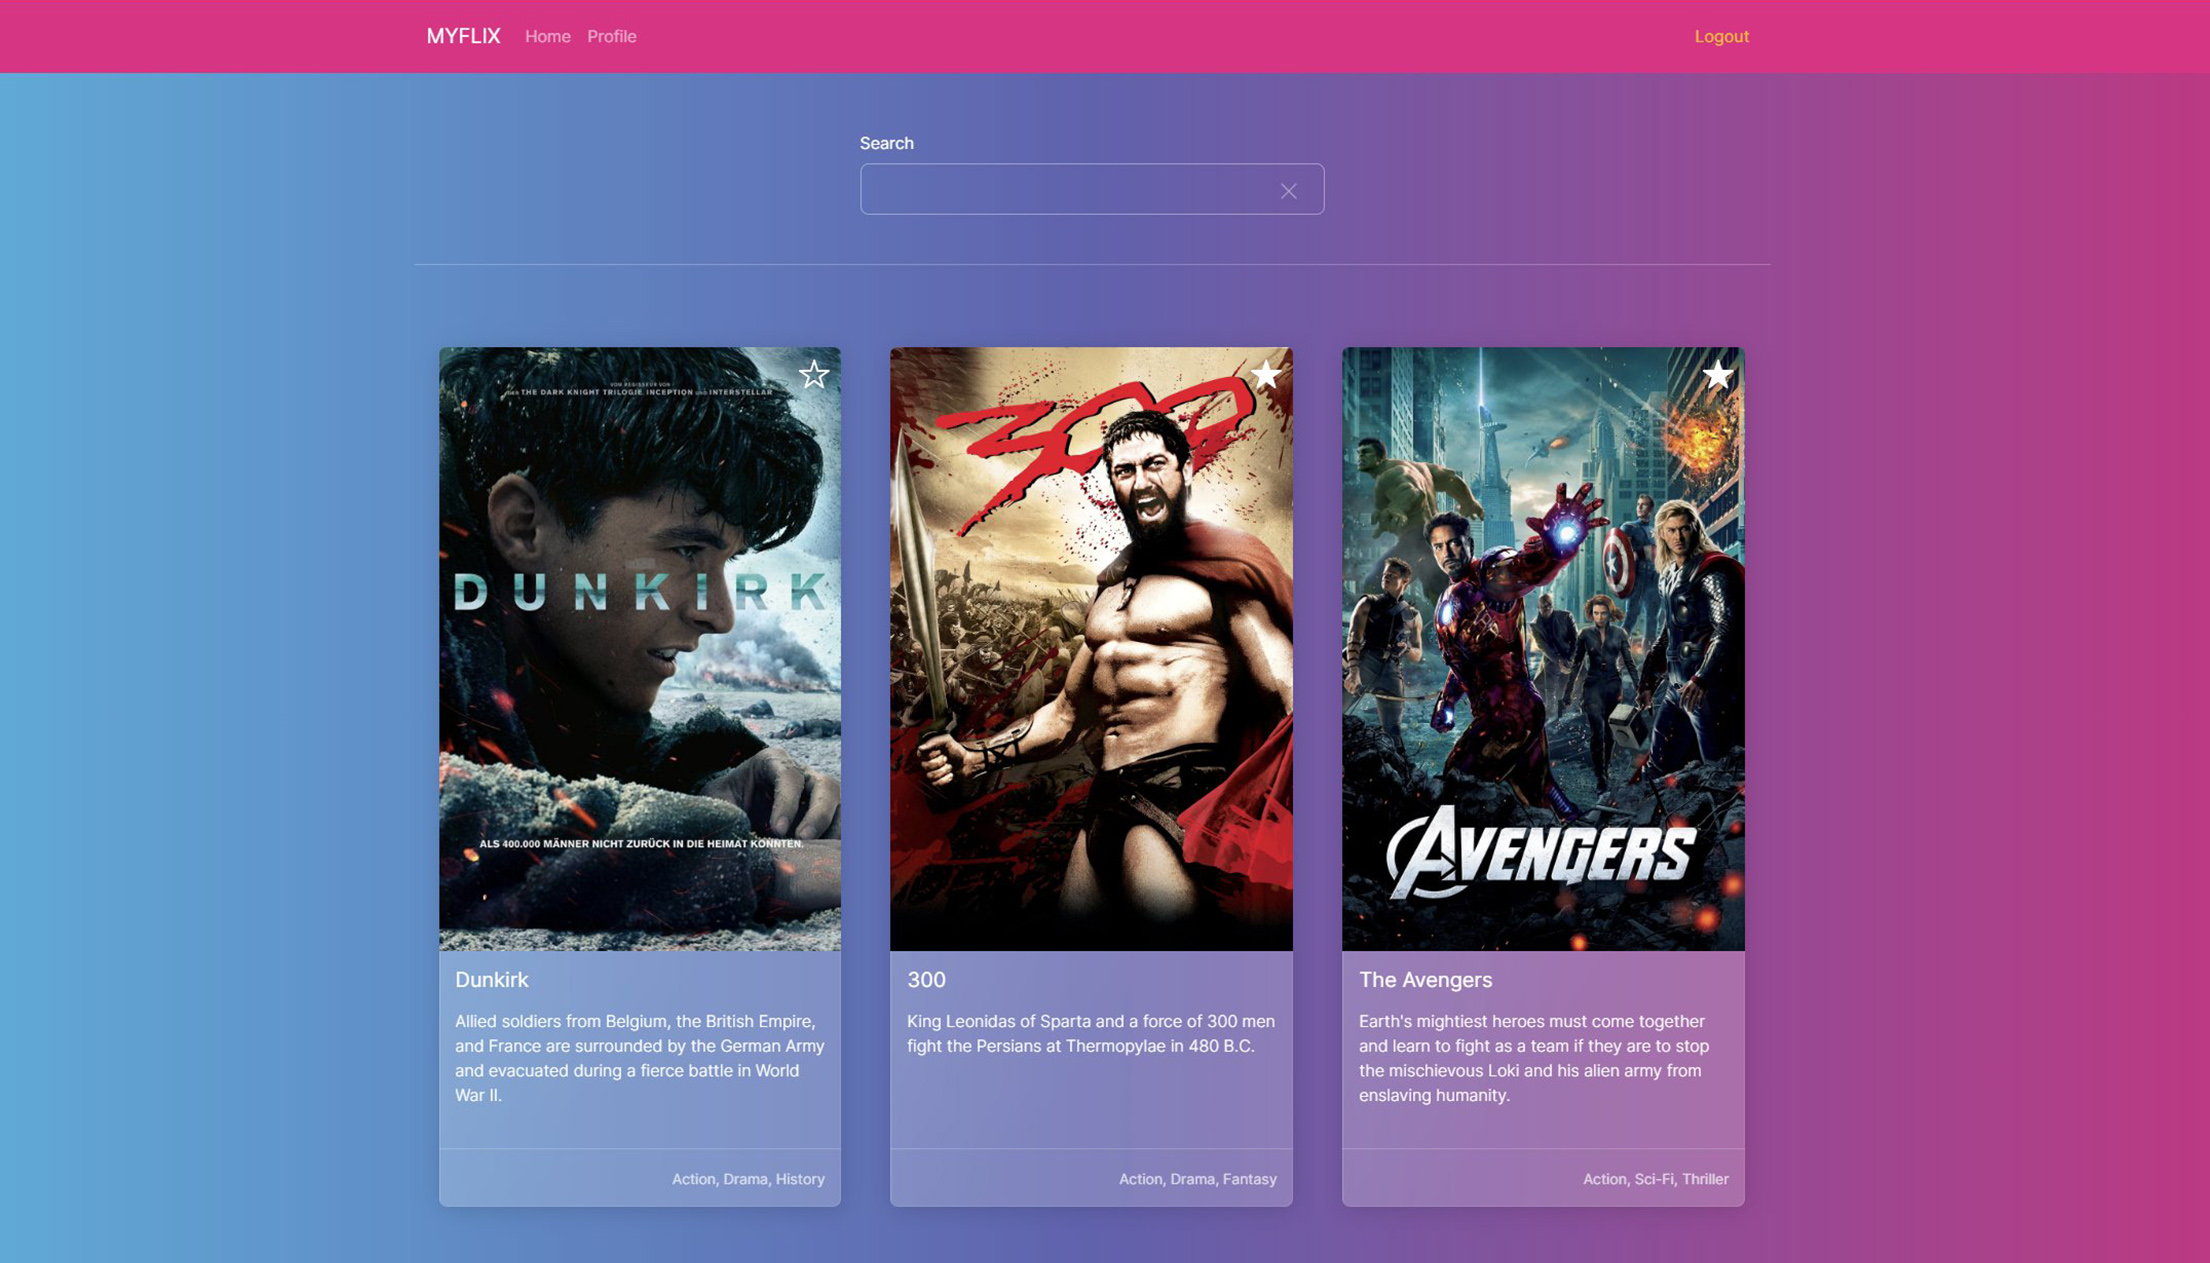 MYFLIX Home Profile Logout
Search
VOM REGISSEUR VON
DER THE DARK KNIGHT TRILOGIE, INCEPTION UND INTERSTELLAR
DUNKIRK
ALS 400.000 MÄNNER NICHT ZURÜCK IN DIE HEIMAT KONNTEN.
Dunkirk
Allied soldiers from Belgium, the British Empire,
and France are surrounded by the German Army
and evacuated during a fierce battle in World
War II.
Action, Drama, History
300
300
King Leonidas of Sparta and a force of 300 men
fight the Persians at Thermopylae in 480 B.C.
Action, Drama, Fantasy
AVENGERS
The Avengers
Earth's mightiest heroes must come together
and learn to fight as a team if they are to stop
the mischievous Loki and his alien army from
enslaving humanity.
Action, Sci-Fi, Thriller